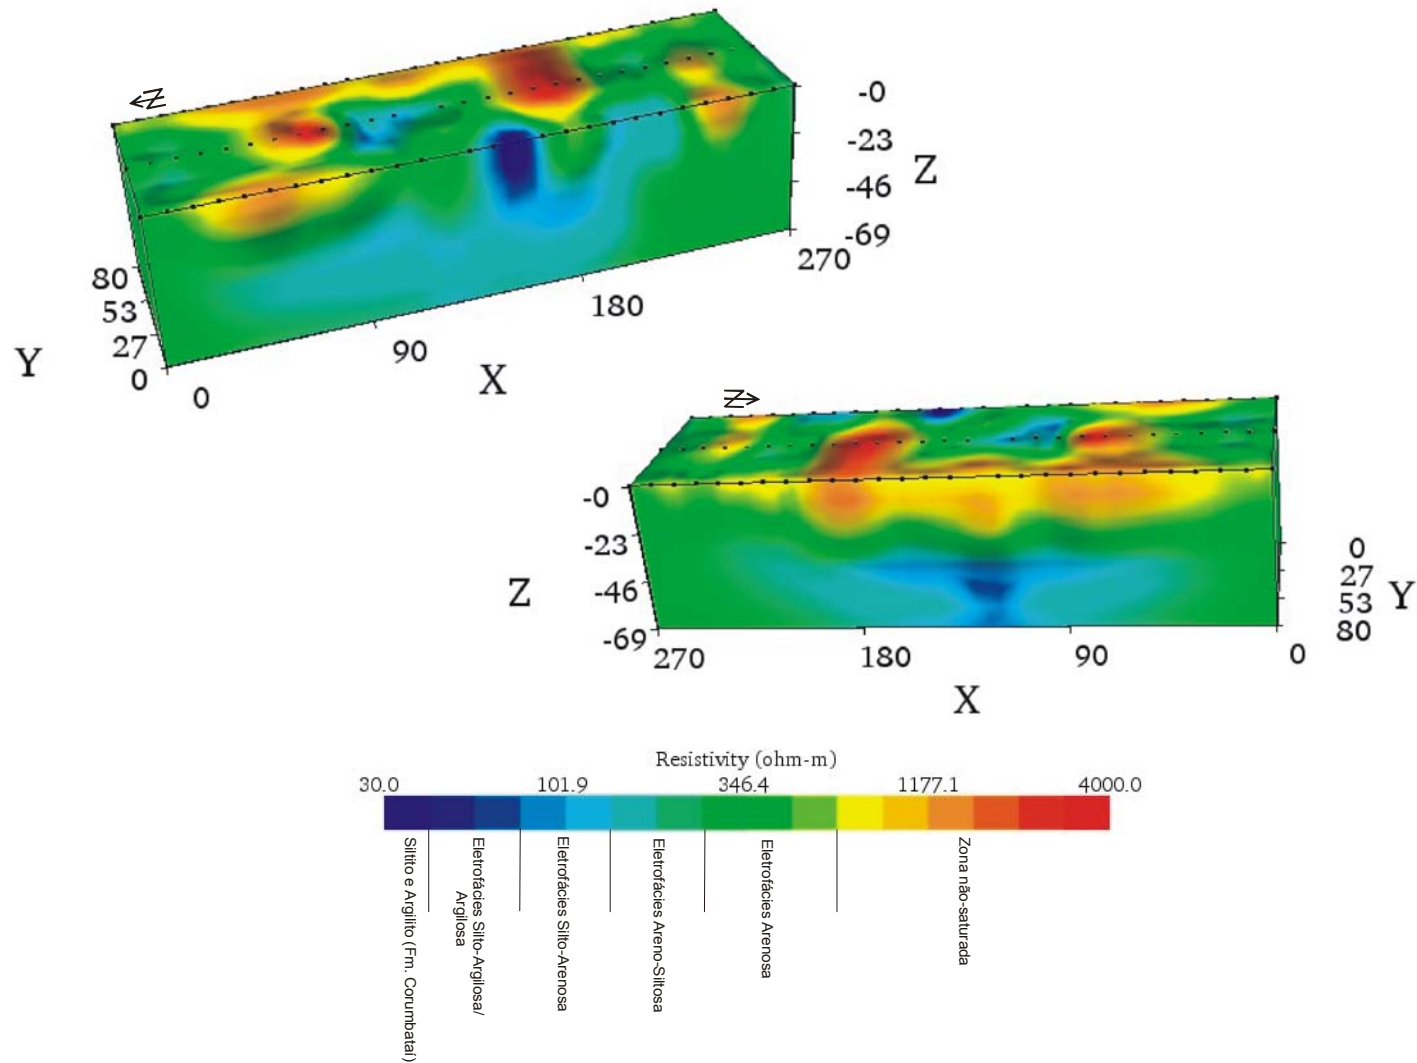 N
-0
-23
-46
-69
Z
270
180
90
0
X
80
53
27
0
Y
N
-0
-23
-46
-69
Z
270
180
90
0
X
0
27
53
80
Y
Resistivity (ohm-m)
30.0 101.9 346.4 1177.1 4000.0
Siltito e Argilito (Fm. Corumbataí)
Eletrofácies Silto-Argilosa/
Argilosa
Eletrofácies Silto-Arenosa
Eletrofácies Areno-Siltosa
Eletrofácies Arenosa
Zona não-saturada